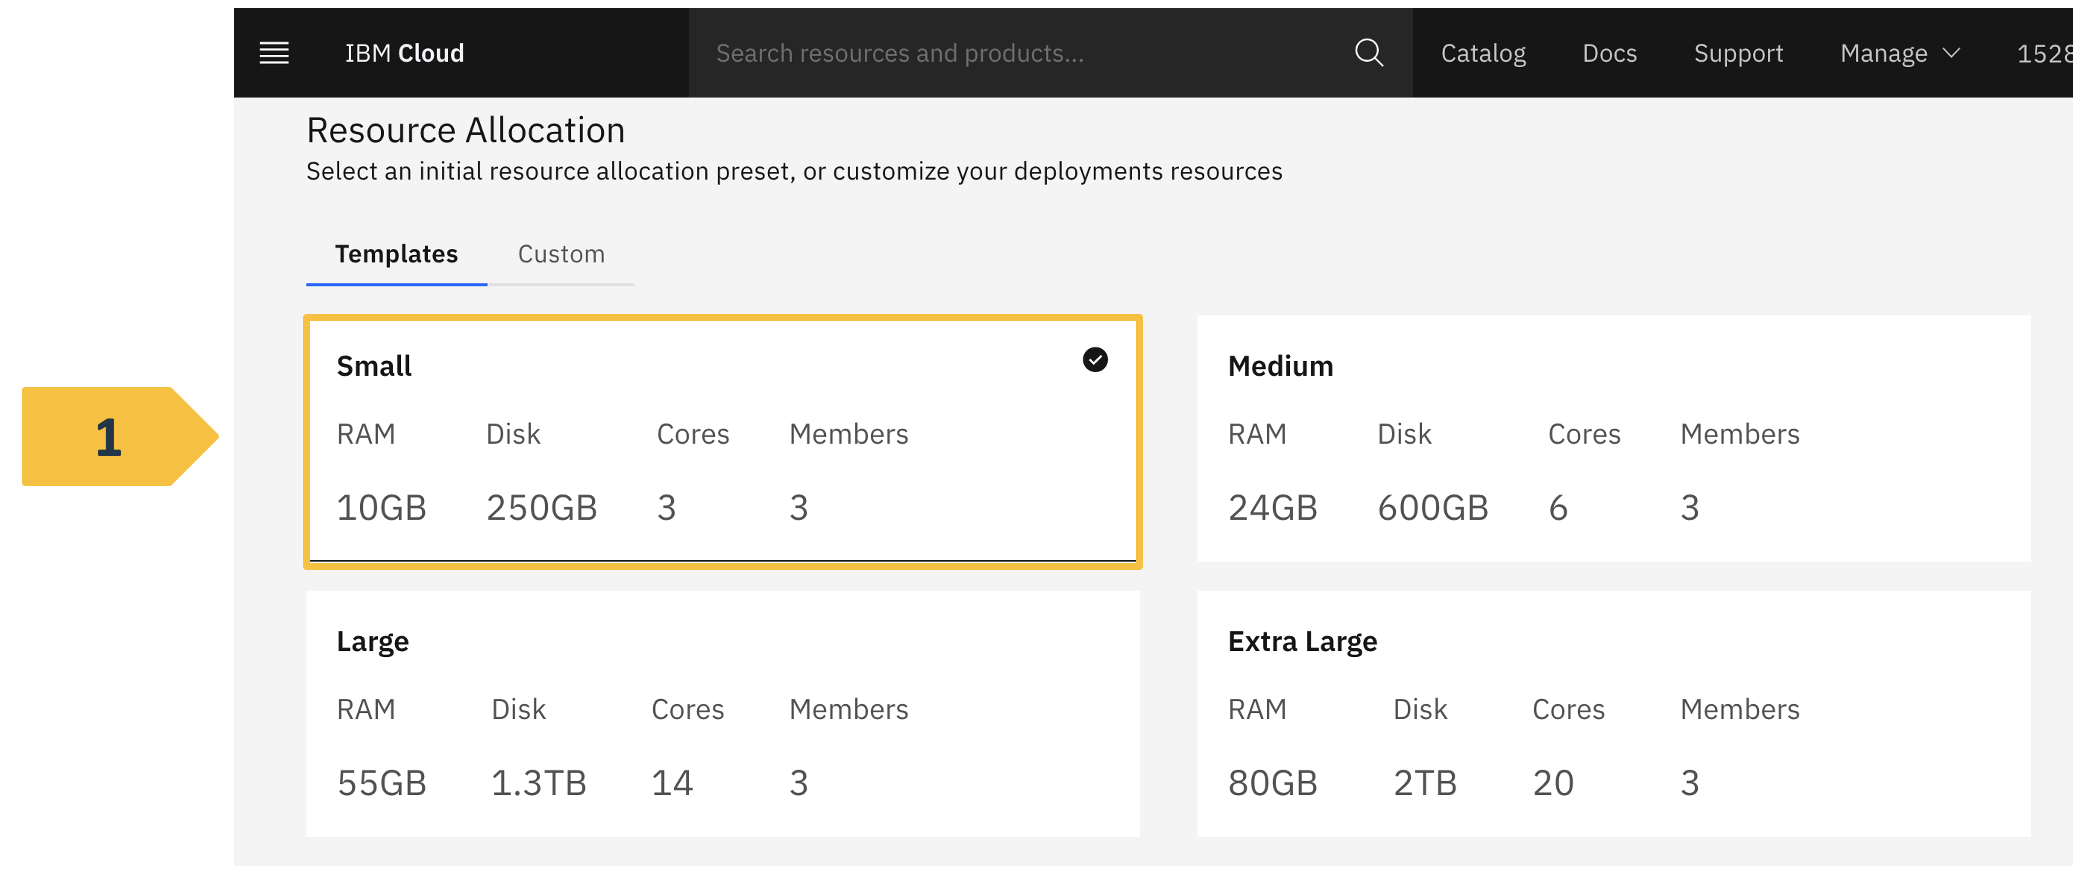 IBM Cloud
Search resources and products...
Catalog
Docs
Support
Manage
1528
Resource Allocation
Select an initial resource allocation preset, or customize your deployments resources
Templates
Custom
1
Small
RAM Disk Cores Members
10GB 250GB 3 3
Medium
RAM Disk Cores Members
24GB 600GB 6 3
Large
RAM Disk Cores Members
55GB 1.3TB 14 3
Extra Large
RAM Disk Cores Members
80GB 2TB 20 3